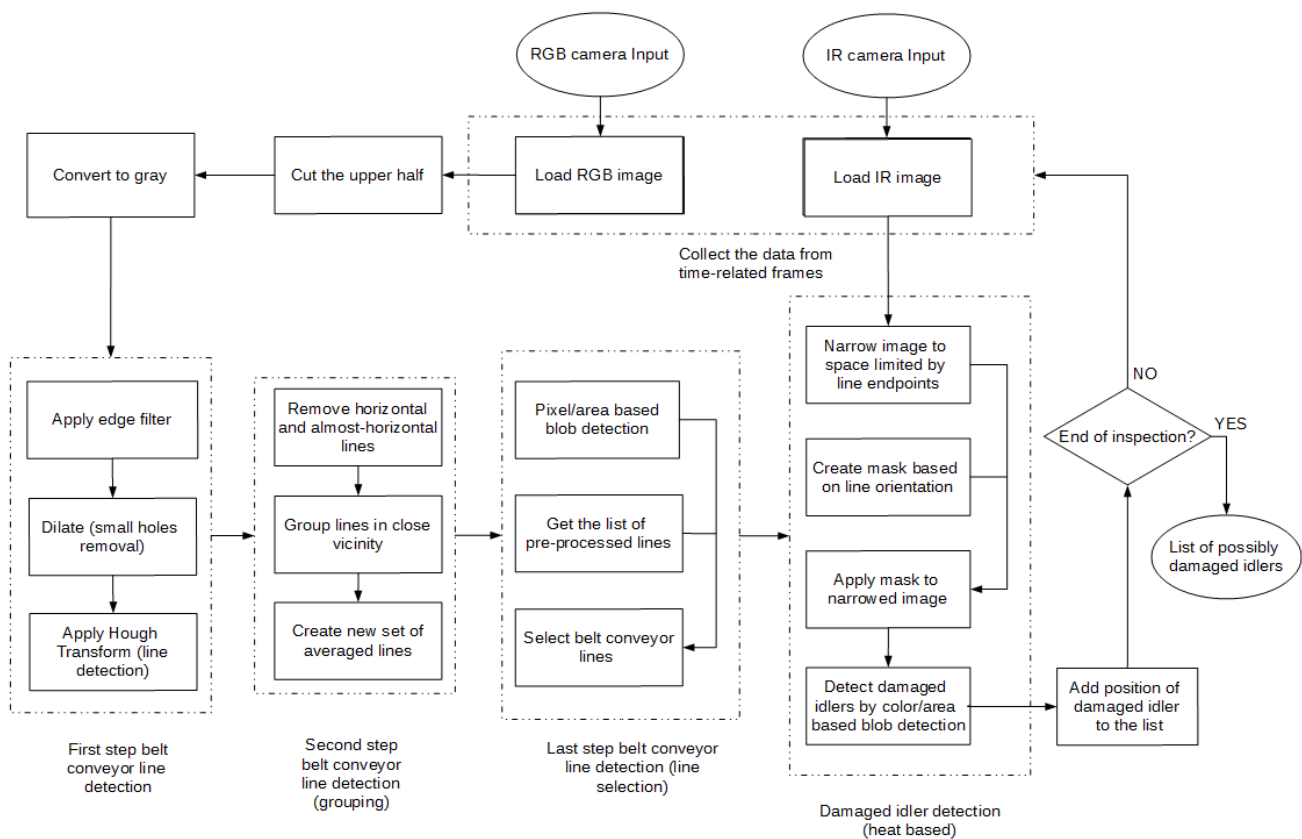 RGB camera Input
IR camera Input
Convert to gray
Cut the upper half
Load RGB image
Load IR image
Collect the data from
time-related frames
Apply edge filter
Dilate (small holes
removal)
Apply Hough
Transform (line
detection)
First step belt
conveyor line
detection
Remove horizontal
and almost-horizontal
lines
Group lines in close
vicinity
Create new set of
averaged lines
Second step
belt conveyor
line detection
(grouping)
Pixel/area based
blob detection
Get the list of
pre-processed lines
Select belt conveyor
lines
Last step belt conveyor
line detection (line
selection)
Narrow image to
space limited by
line endpoints
Create mask based
on line orientation
Apply mask to
narrowed image
Detect damaged
idlers by color/area
based blob detection
Damaged idler detection
(heat based)
Add position of
damaged idler
to the list
End of inspection?
NO
YES
List of possibly
damaged idlers